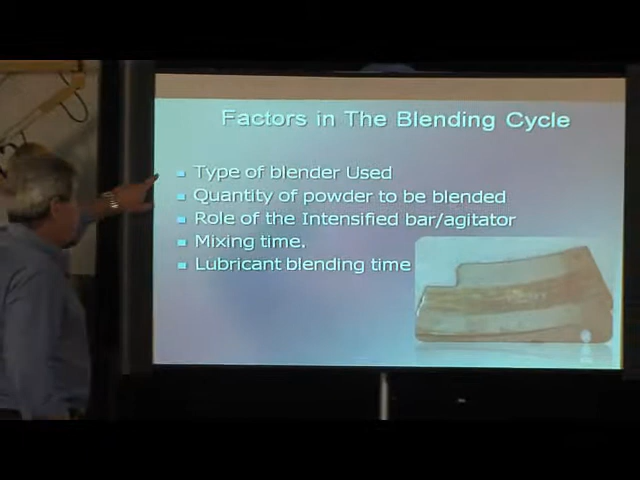 Factors in The Blending Cycle
Type of blender Used
Quantity of powder to be blended
Role of the Intensified bar/agitator
Mixing time.
Lubricant blending time